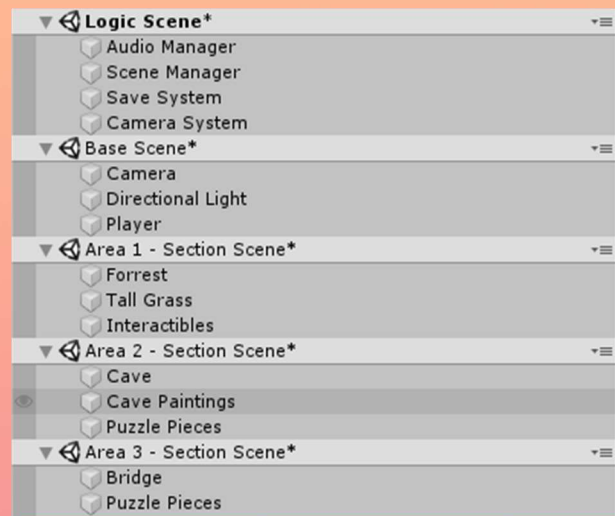 Logic Scene*
Audio Manager
Scene Manager
Save System
Camera System
Base Scene*
Camera
Directional Light
Player
Area 1 - Section Scene*
Forrest
Tall Grass
Interactibles
Area 2 - Section Scene*
Cave
Cave Paintings
Puzzle Pieces
Area 3 - Section Scene*
Bridge
Puzzle Pieces